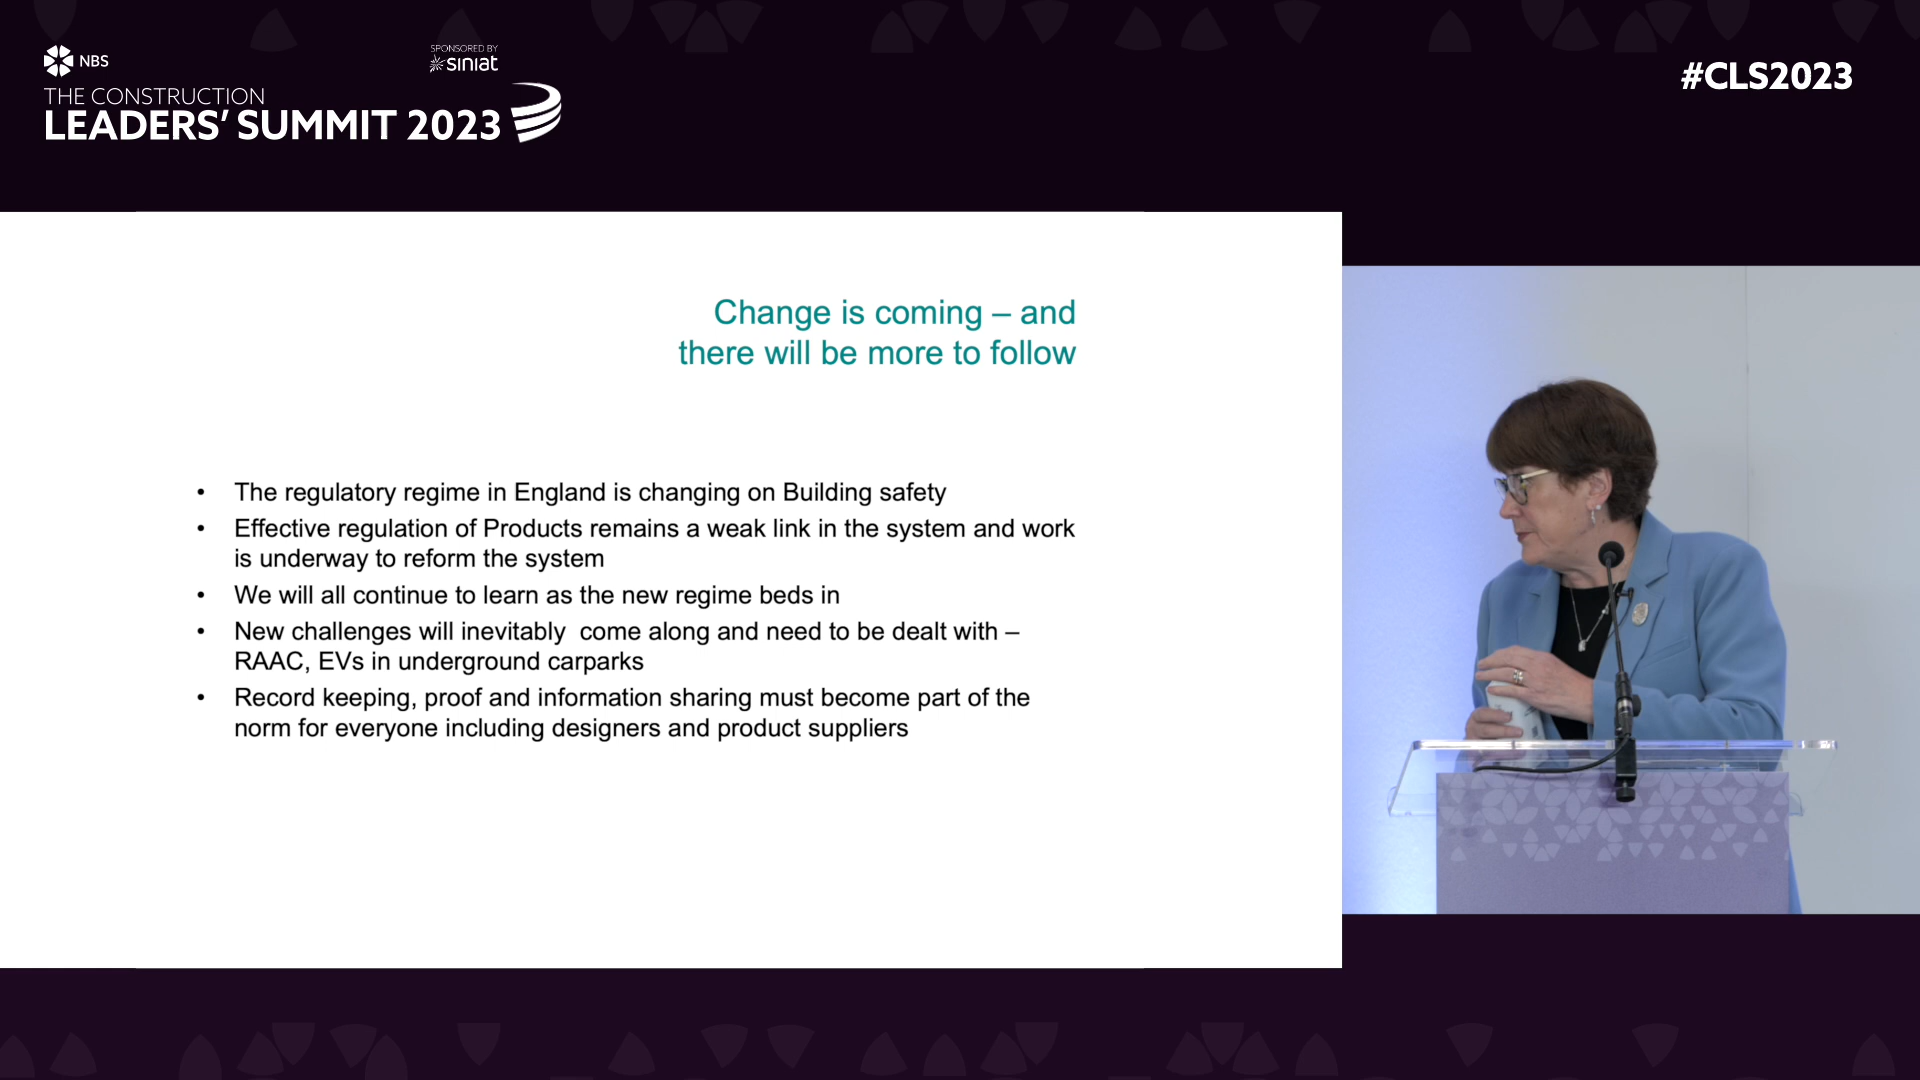 NBS
SPONSORED BY
siniat
THE CONSTRUCTION
LEADERS’ SUMMIT 2023
#CLS2023
Change is coming – and
there will be more to follow
• The regulatory regime in England is changing on Building safety
• Effective regulation of Products remains a weak link in the system and work
is underway to reform the system
• We will all continue to learn as the new regime beds in
• New challenges will inevitably  come along and need to be dealt with –
RAAC, EVs in underground carparks
• Record keeping, proof and information sharing must become part of the
norm for everyone including designers and product suppliers